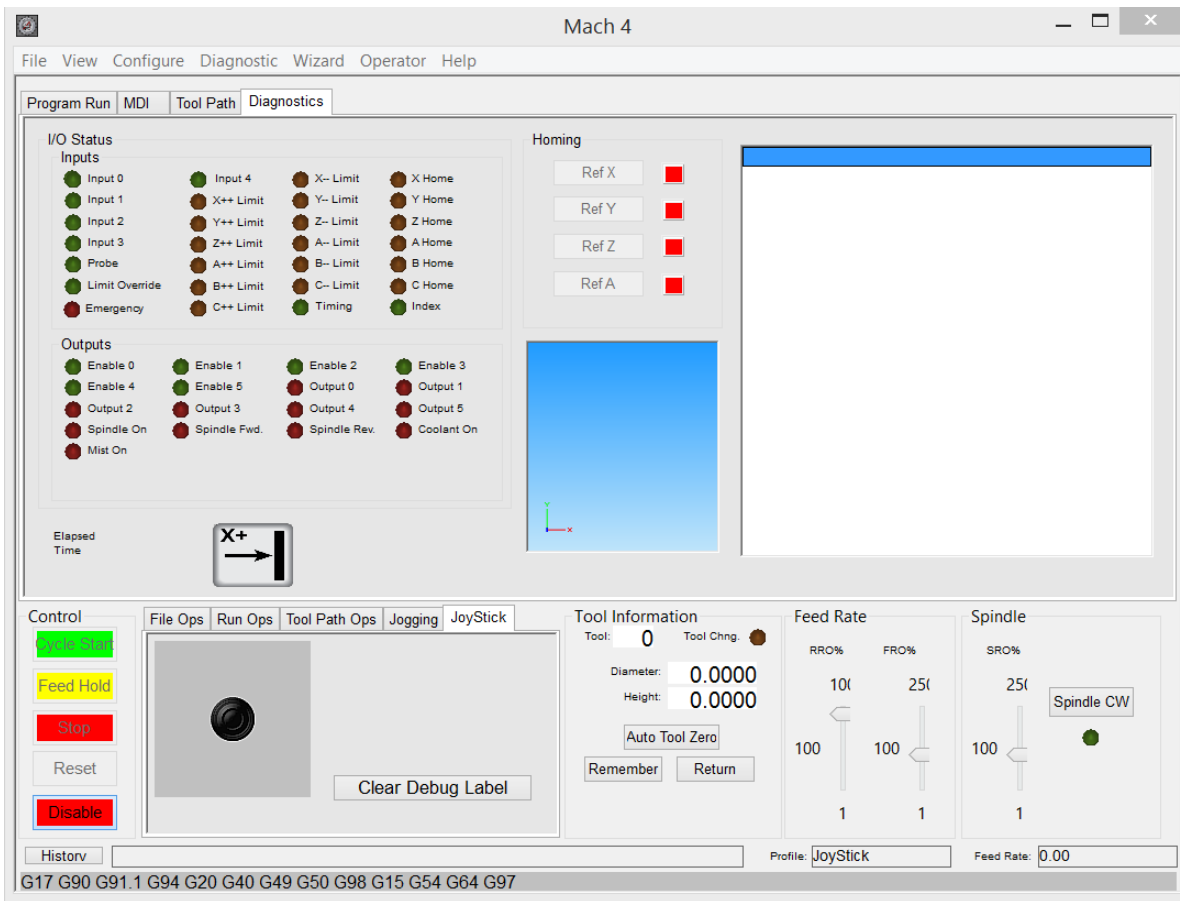 Mach 4
File View Configure Diagnostic Wizard Operator Help
Program Run MDI Tool Path Diagnostics
I/O Status
Inputs
Input 0 Input 4 X-- Limit X Home
Input 1 X++ Limit Y-- Limit Y Home
Input 2 Y++ Limit Z-- Limit Z Home
Input 3 Z++ Limit A-- Limit A Home
Probe A++ Limit B-- Limit B Home
Limit Override B++ Limit C-- Limit C Home
Emergency C++ Limit Timing Index
Outputs
Enable 0 Enable 1 Enable 2 Enable 3
Enable 4 Enable 5 Output 0 Output 1
Output 2 Output 3 Output 4 Output 5
Spindle On Spindle Fwd. Spindle Rev. Coolant On
Mist On
Elapsed
Time
X+
Homing
Ref X
Ref Y
Ref Z
Ref A
Y
X
Control
Cycle Start
Feed Hold
Stop
Reset
Disable
File Ops Run Ops Tool Path Ops Jogging JoyStick
Clear Debug Label
Tool Information
Tool: 0 Tool Chng.
Diameter: 0.0000
Height: 0.0000
Auto Tool Zero
Remember Return
Feed Rate
RRO% FRO%
10( 25(
100 100
1 1
Spindle
SRO%
25(
100
1
Spindle CW
History
Profile: JoyStick Feed Rate: 0.00
G17 G90 G91.1 G94 G20 G40 G49 G50 G98 G15 G54 G64 G97